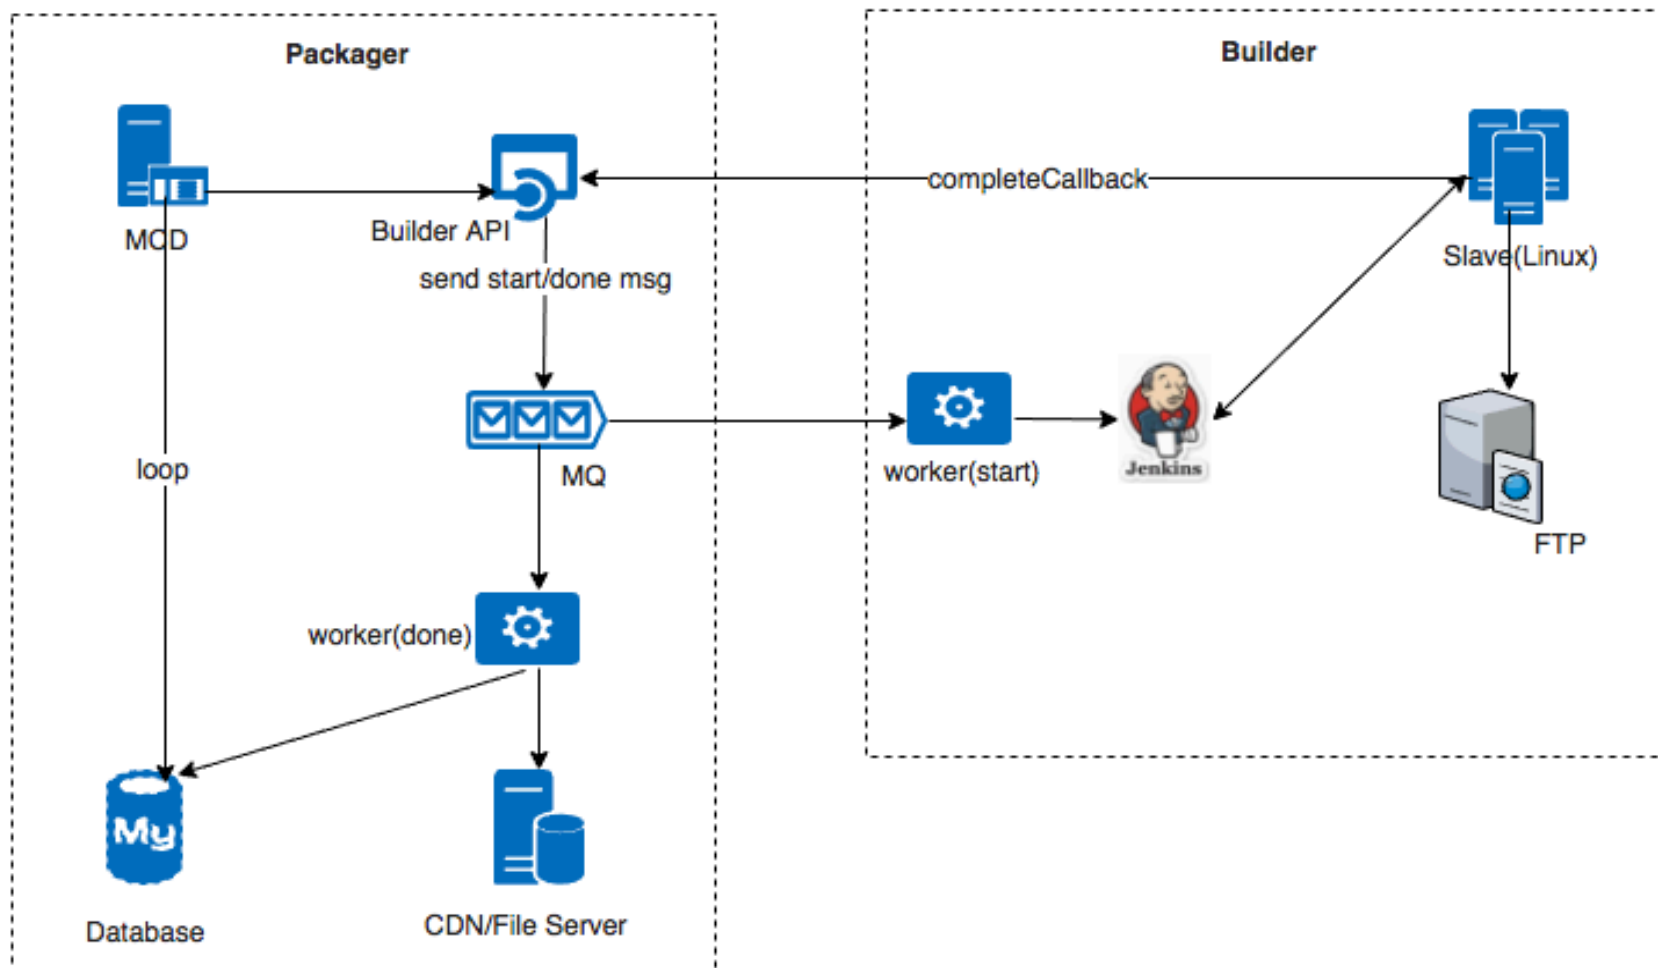 Packager
Builder
MCD
Builder API
completeCallback
Slave(Linux)
send start/done msg
loop
MQ
worker(start)
Jenkins
FTP
worker(done)
My
Database
CDN/File Server